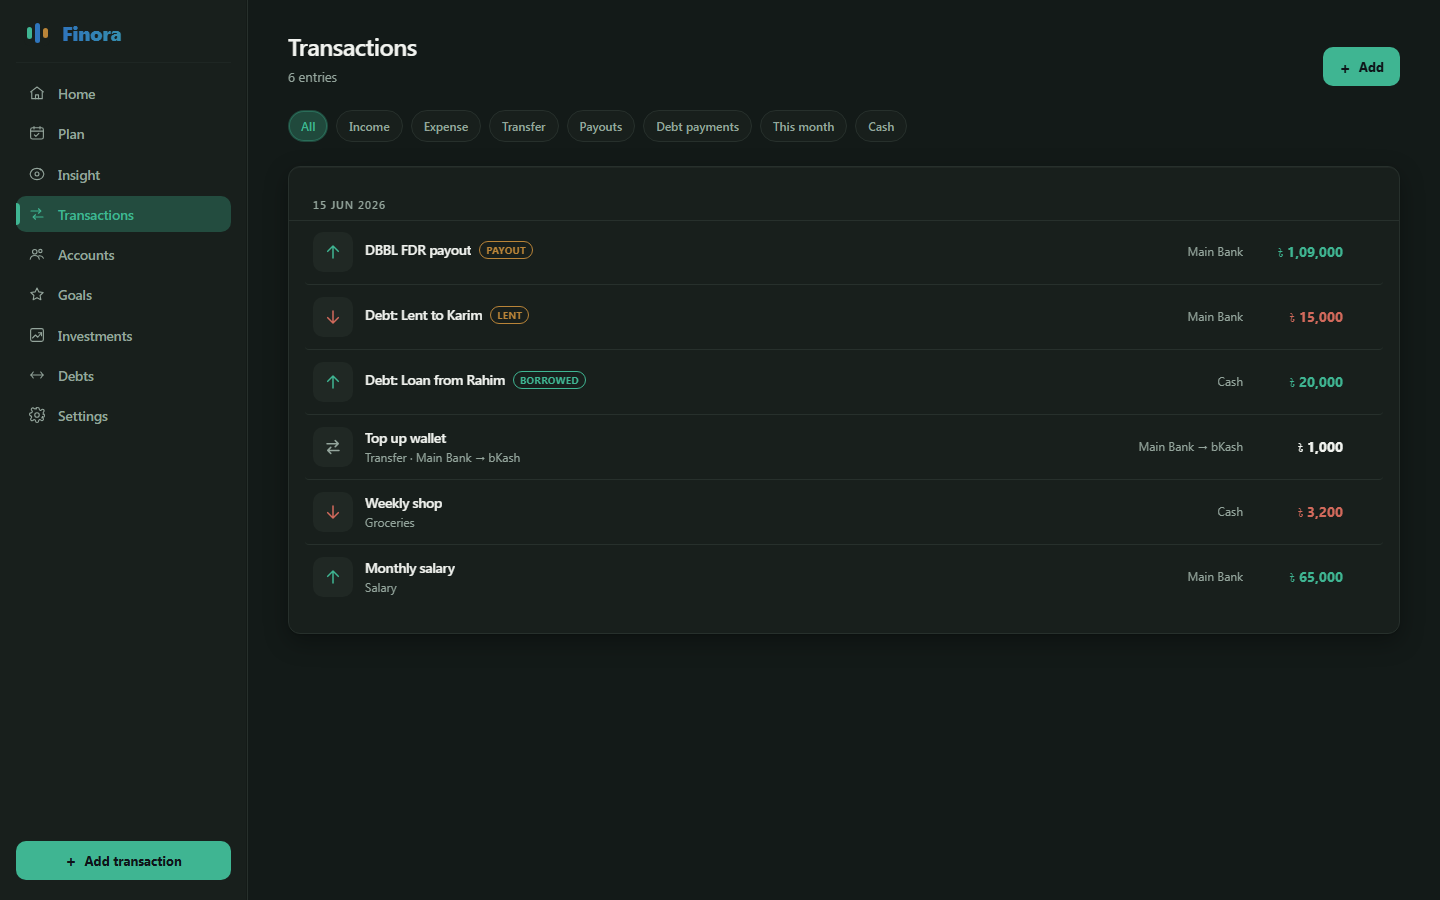 Finora
Home
Plan
Insight
Transactions
Accounts
Goals
Investments
Debts
Settings
+ Add transaction
Transactions
6 entries
+ Add
All Income Expense Transfer Payouts Debt payments This month Cash
15 JUN 2026
DBBL FDR payout PAYOUT Main Bank ৳ 1,09,000
Debt: Lent to Karim LENT Main Bank ৳ 15,000
Debt: Loan from Rahim BORROWED Cash ৳ 20,000
Top up wallet
Transfer · Main Bank → bKash Main Bank → bKash ৳ 1,000
Weekly shop
Groceries Cash ৳ 3,200
Monthly salary
Salary Main Bank ৳ 65,000